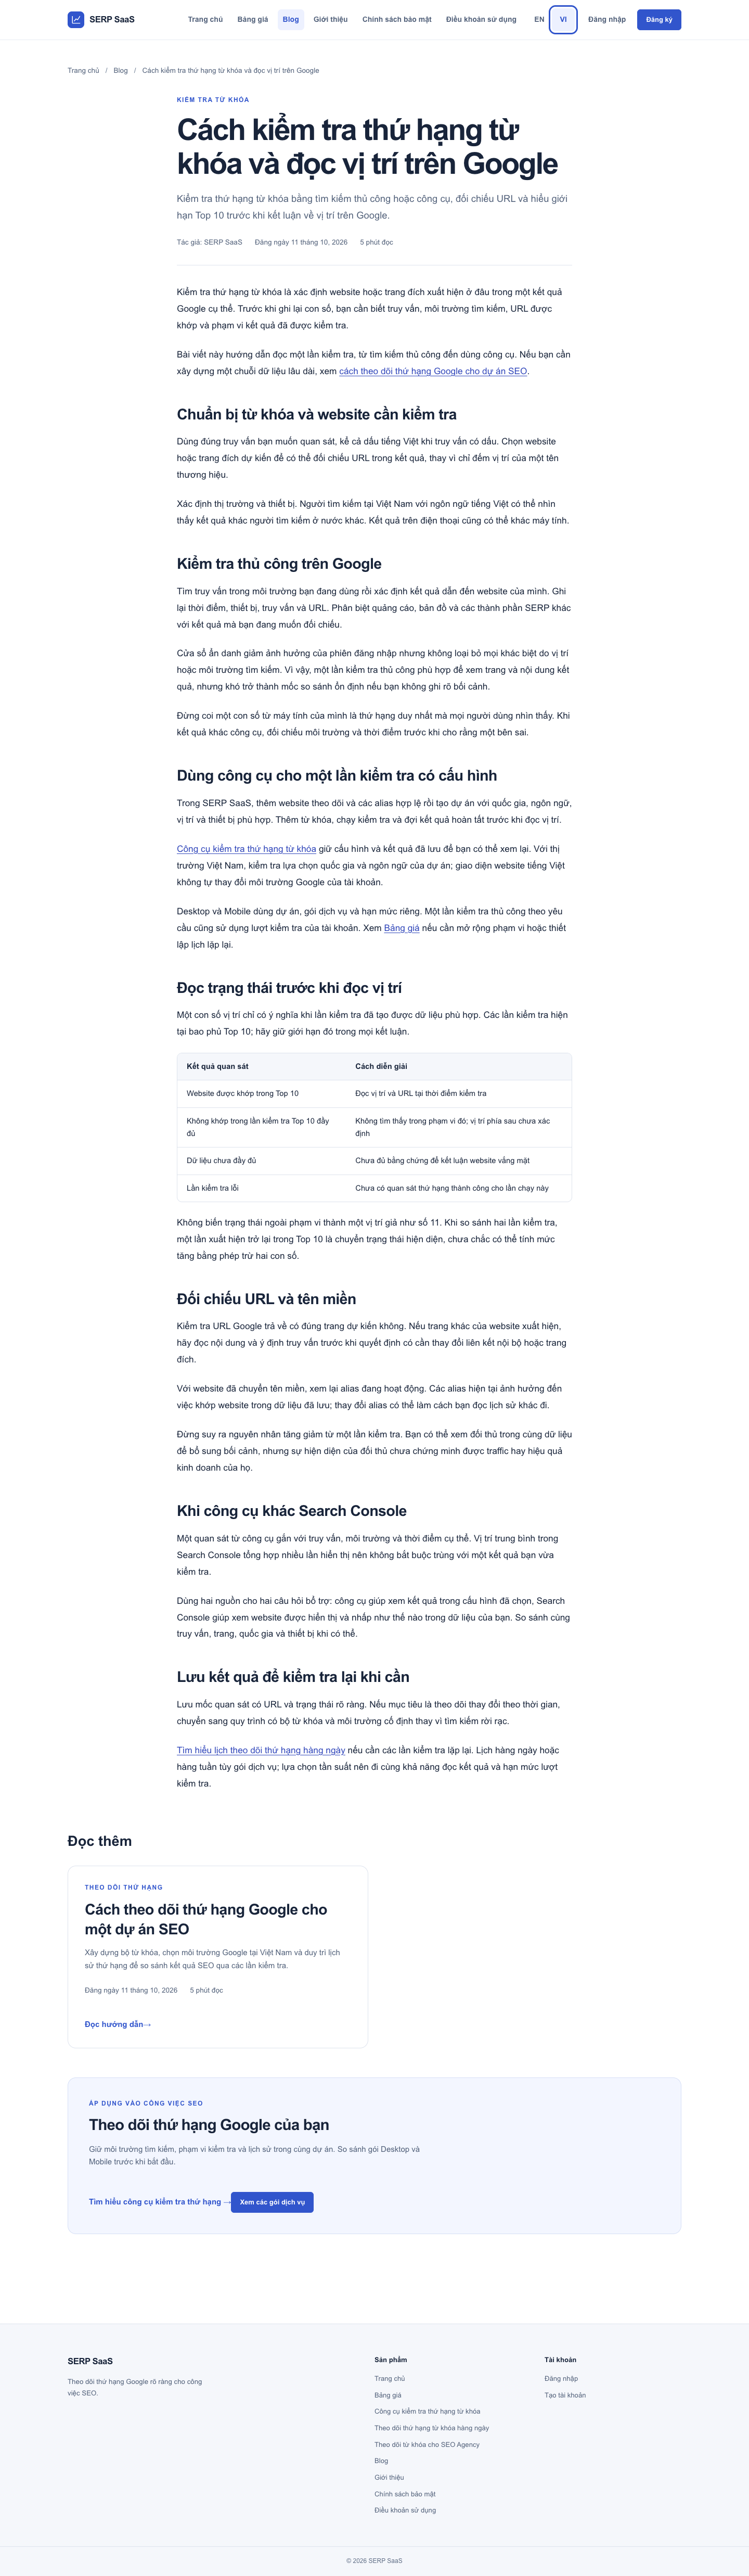 SERP SaaS
Trang chủ Bảng giá Blog Giới thiệu Chính sách bảo mật Điều khoản sử dụng EN VI Đăng nhập Đăng ký
Trang chủ / Blog / Cách kiểm tra thứ hạng từ khóa và đọc vị trí trên Google
KIỂM TRA TỪ KHÓA
Cách kiểm tra thứ hạng từ
khóa và đọc vị trí trên Google
Kiểm tra thứ hạng từ khóa bằng tìm kiếm thủ công hoặc công cụ, đối chiếu URL và hiểu giới
hạn Top 10 trước khi kết luận về vị trí trên Google.
Tác giả: SERP SaaS Đăng ngày 11 tháng 10, 2026 5 phút đọc
Kiểm tra thứ hạng từ khóa là xác định website hoặc trang đích xuất hiện ở đâu trong một kết quả
Google cụ thể. Trước khi ghi lại con số, bạn cần biết truy vấn, môi trường tìm kiếm, URL được
khớp và phạm vi kết quả đã được kiểm tra.
Bài viết này hướng dẫn đọc một lần kiểm tra, từ tìm kiếm thủ công đến dùng công cụ. Nếu bạn cần
xây dựng một chuỗi dữ liệu lâu dài, xem cách theo dõi thứ hạng Google cho dự án SEO.
Chuẩn bị từ khóa và website cần kiểm tra
Dùng đúng truy vấn bạn muốn quan sát, kể cả dấu tiếng Việt khi truy vấn có dấu. Chọn website
hoặc trang đích dự kiến để có thể đối chiếu URL trong kết quả, thay vì chỉ đếm vị trí của một tên
thương hiệu.
Xác định thị trường và thiết bị. Người tìm kiếm tại Việt Nam với ngôn ngữ tiếng Việt có thể nhìn
thấy kết quả khác người tìm kiếm ở nước khác. Kết quả trên điện thoại cũng có thể khác máy tính.
Kiểm tra thủ công trên Google
Tìm truy vấn trong môi trường bạn đang dùng rồi xác định kết quả dẫn đến website của mình. Ghi
lại thời điểm, thiết bị, truy vấn và URL. Phân biệt quảng cáo, bản đồ và các thành phần SERP khác
với kết quả mà bạn đang muốn đối chiếu.
Cửa sổ ẩn danh giảm ảnh hưởng của phiên đăng nhập nhưng không loại bỏ mọi khác biệt do vị trí
hoặc môi trường tìm kiếm. Vì vậy, một lần kiểm tra thủ công phù hợp để xem trang và nội dung kết
quả, nhưng khó trở thành mốc so sánh ổn định nếu bạn không ghi rõ bối cảnh.
Đừng coi một con số từ máy tính của mình là thứ hạng duy nhất mà mọi người dùng nhìn thấy. Khi
kết quả khác công cụ, đối chiếu môi trường và thời điểm trước khi cho rằng một bên sai.
Dùng công cụ cho một lần kiểm tra có cấu hình
Trong SERP SaaS, thêm website theo dõi và các alias hợp lệ rồi tạo dự án với quốc gia, ngôn ngữ,
vị trí và thiết bị phù hợp. Thêm từ khóa, chạy kiểm tra và đợi kết quả hoàn tất trước khi đọc vị trí.
Công cụ kiểm tra thứ hạng từ khóa giữ cấu hình và kết quả đã lưu để bạn có thể xem lại. Với thị
trường Việt Nam, kiểm tra lựa chọn quốc gia và ngôn ngữ của dự án; giao diện website tiếng Việt
không tự thay đổi môi trường Google của tài khoản.
Desktop và Mobile dùng dự án, gói dịch vụ và hạn mức riêng. Một lần kiểm tra thủ công theo yêu
cầu cũng sử dụng lượt kiểm tra của tài khoản. Xem Bảng giá nếu cần mở rộng phạm vi hoặc thiết
lập lịch lặp lại.
Đọc trạng thái trước khi đọc vị trí
Một con số vị trí chỉ có ý nghĩa khi lần kiểm tra đã tạo được dữ liệu phù hợp. Các lần kiểm tra hiện
tại bao phủ Top 10; hãy giữ giới hạn đó trong mọi kết luận.
Kết quả quan sát Cách diễn giải
Website được khớp trong Top 10 Đọc vị trí và URL tại thời điểm kiểm tra
Không khớp trong lần kiểm tra Top 10 đầy Không tìm thấy trong phạm vi đó; vị trí phía sau chưa xác
đủ định
Dữ liệu chưa đầy đủ Chưa đủ bằng chứng để kết luận website vắng mặt
Lần kiểm tra lỗi Chưa có quan sát thứ hạng thành công cho lần chạy này
Không biến trạng thái ngoài phạm vi thành một vị trí giả như số 11. Khi so sánh hai lần kiểm tra,
một lần xuất hiện trở lại trong Top 10 là chuyển trạng thái hiện diện, chưa chắc có thể tính mức
tăng bằng phép trừ hai con số.
Đối chiếu URL và tên miền
Kiểm tra URL Google trả về có đúng trang dự kiến không. Nếu trang khác của website xuất hiện,
hãy đọc nội dung và ý định truy vấn trước khi quyết định có cần thay đổi liên kết nội bộ hoặc trang
đích.
Với website đã chuyển tên miền, xem lại alias đang hoạt động. Các alias hiện tại ảnh hưởng đến
việc khớp website trong dữ liệu đã lưu; thay đổi alias có thể làm cách bạn đọc lịch sử khác đi.
Đừng suy ra nguyên nhân tăng giảm từ một lần kiểm tra. Bạn có thể xem đối thủ trong cùng dữ liệu
để bổ sung bối cảnh, nhưng sự hiện diện của đối thủ chưa chứng minh được traffic hay hiệu quả
kinh doanh của họ.
Khi công cụ khác Search Console
Một quan sát từ công cụ gắn với truy vấn, môi trường và thời điểm cụ thể. Vị trí trung bình trong
Search Console tổng hợp nhiều lần hiển thị nên không bắt buộc trùng với một kết quả bạn vừa
kiểm tra.
Dùng hai nguồn cho hai câu hỏi bổ trợ: công cụ giúp xem kết quả trong cấu hình đã chọn, Search
Console giúp xem website được hiển thị và nhấp như thế nào trong dữ liệu của bạn. So sánh cùng
truy vấn, trang, quốc gia và thiết bị khi có thể.
Lưu kết quả để kiểm tra lại khi cần
Lưu mốc quan sát có URL và trạng thái rõ ràng. Nếu mục tiêu là theo dõi thay đổi theo thời gian,
chuyển sang quy trình có bộ từ khóa và môi trường cố định thay vì tìm kiếm rời rạc.
Tìm hiểu lịch theo dõi thứ hạng hàng ngày nếu cần các lần kiểm tra lặp lại. Lịch hàng ngày hoặc
hàng tuần tùy gói dịch vụ; lựa chọn tần suất nên đi cùng khả năng đọc kết quả và hạn mức lượt
kiểm tra.
Đọc thêm
THEO DÕI THỨ HẠNG
Cách theo dõi thứ hạng Google cho
một dự án SEO
Xây dựng bộ từ khóa, chọn môi trường Google tại Việt Nam và duy trì lịch
sử thứ hạng để so sánh kết quả SEO qua các lần kiểm tra.
Đăng ngày 11 tháng 10, 2026 5 phút đọc
Đọc hướng dẫn→
ÁP DỤNG VÀO CÔNG VIỆC SEO
Theo dõi thứ hạng Google của bạn
Giữ môi trường tìm kiếm, phạm vi kiểm tra và lịch sử trong cùng dự án. So sánh gói Desktop và
Mobile trước khi bắt đầu.
Tìm hiểu công cụ kiểm tra thứ hạng → Xem các gói dịch vụ
SERP SaaS
Theo dõi thứ hạng Google rõ ràng cho công
việc SEO.
Sản phẩm
Trang chủ
Bảng giá
Công cụ kiểm tra thứ hạng từ khóa
Theo dõi thứ hạng từ khóa hàng ngày
Theo dõi từ khóa cho SEO Agency
Blog
Giới thiệu
Chính sách bảo mật
Điều khoản sử dụng
Tài khoản
Đăng nhập
Tạo tài khoản
© 2026 SERP SaaS